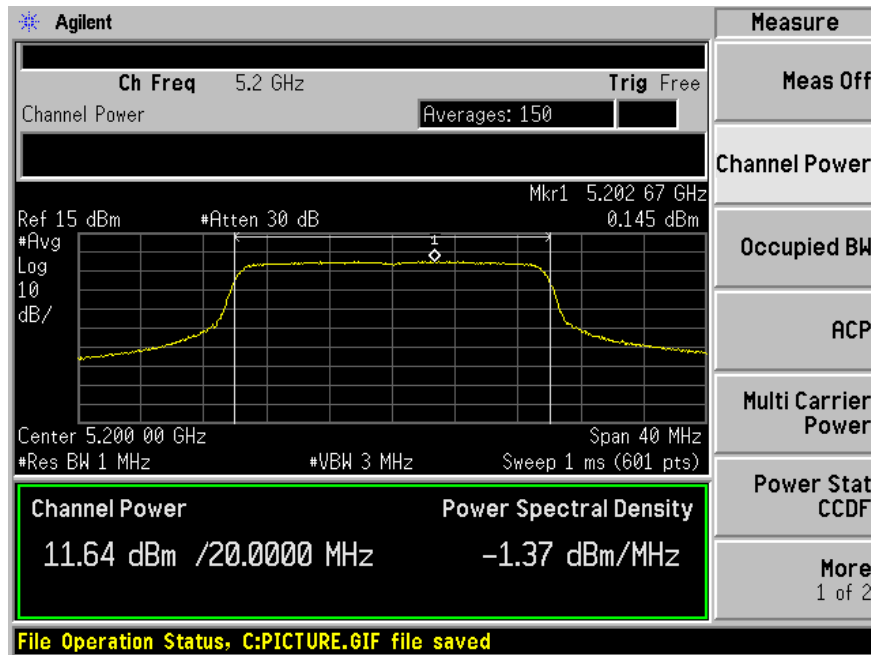 Agilent
Measure
Ch Freq 5.2 GHz Trig Free
Meas Off
Channel Power Averages: 150
Channel Power
Mkr1 5.202 67 GHz
Ref 15 dBm #Atten 30 dB 0.145 dBm
#Avg
1
Occupied BW
Log
10
dB/
ACP
Multi Carrier
Power
Center 5.200 00 GHz Span 40 MHz
#Res BW 1 MHz #VBW 3 MHz Sweep 1 ms (601 pts)
Power Stat
CCDF
Channel Power Power Spectral Density
11.64 dBm /20.0000 MHz -1.37 dBm/MHz
More
1 of 2
File Operation Status, C:PICTURE.GIF file saved